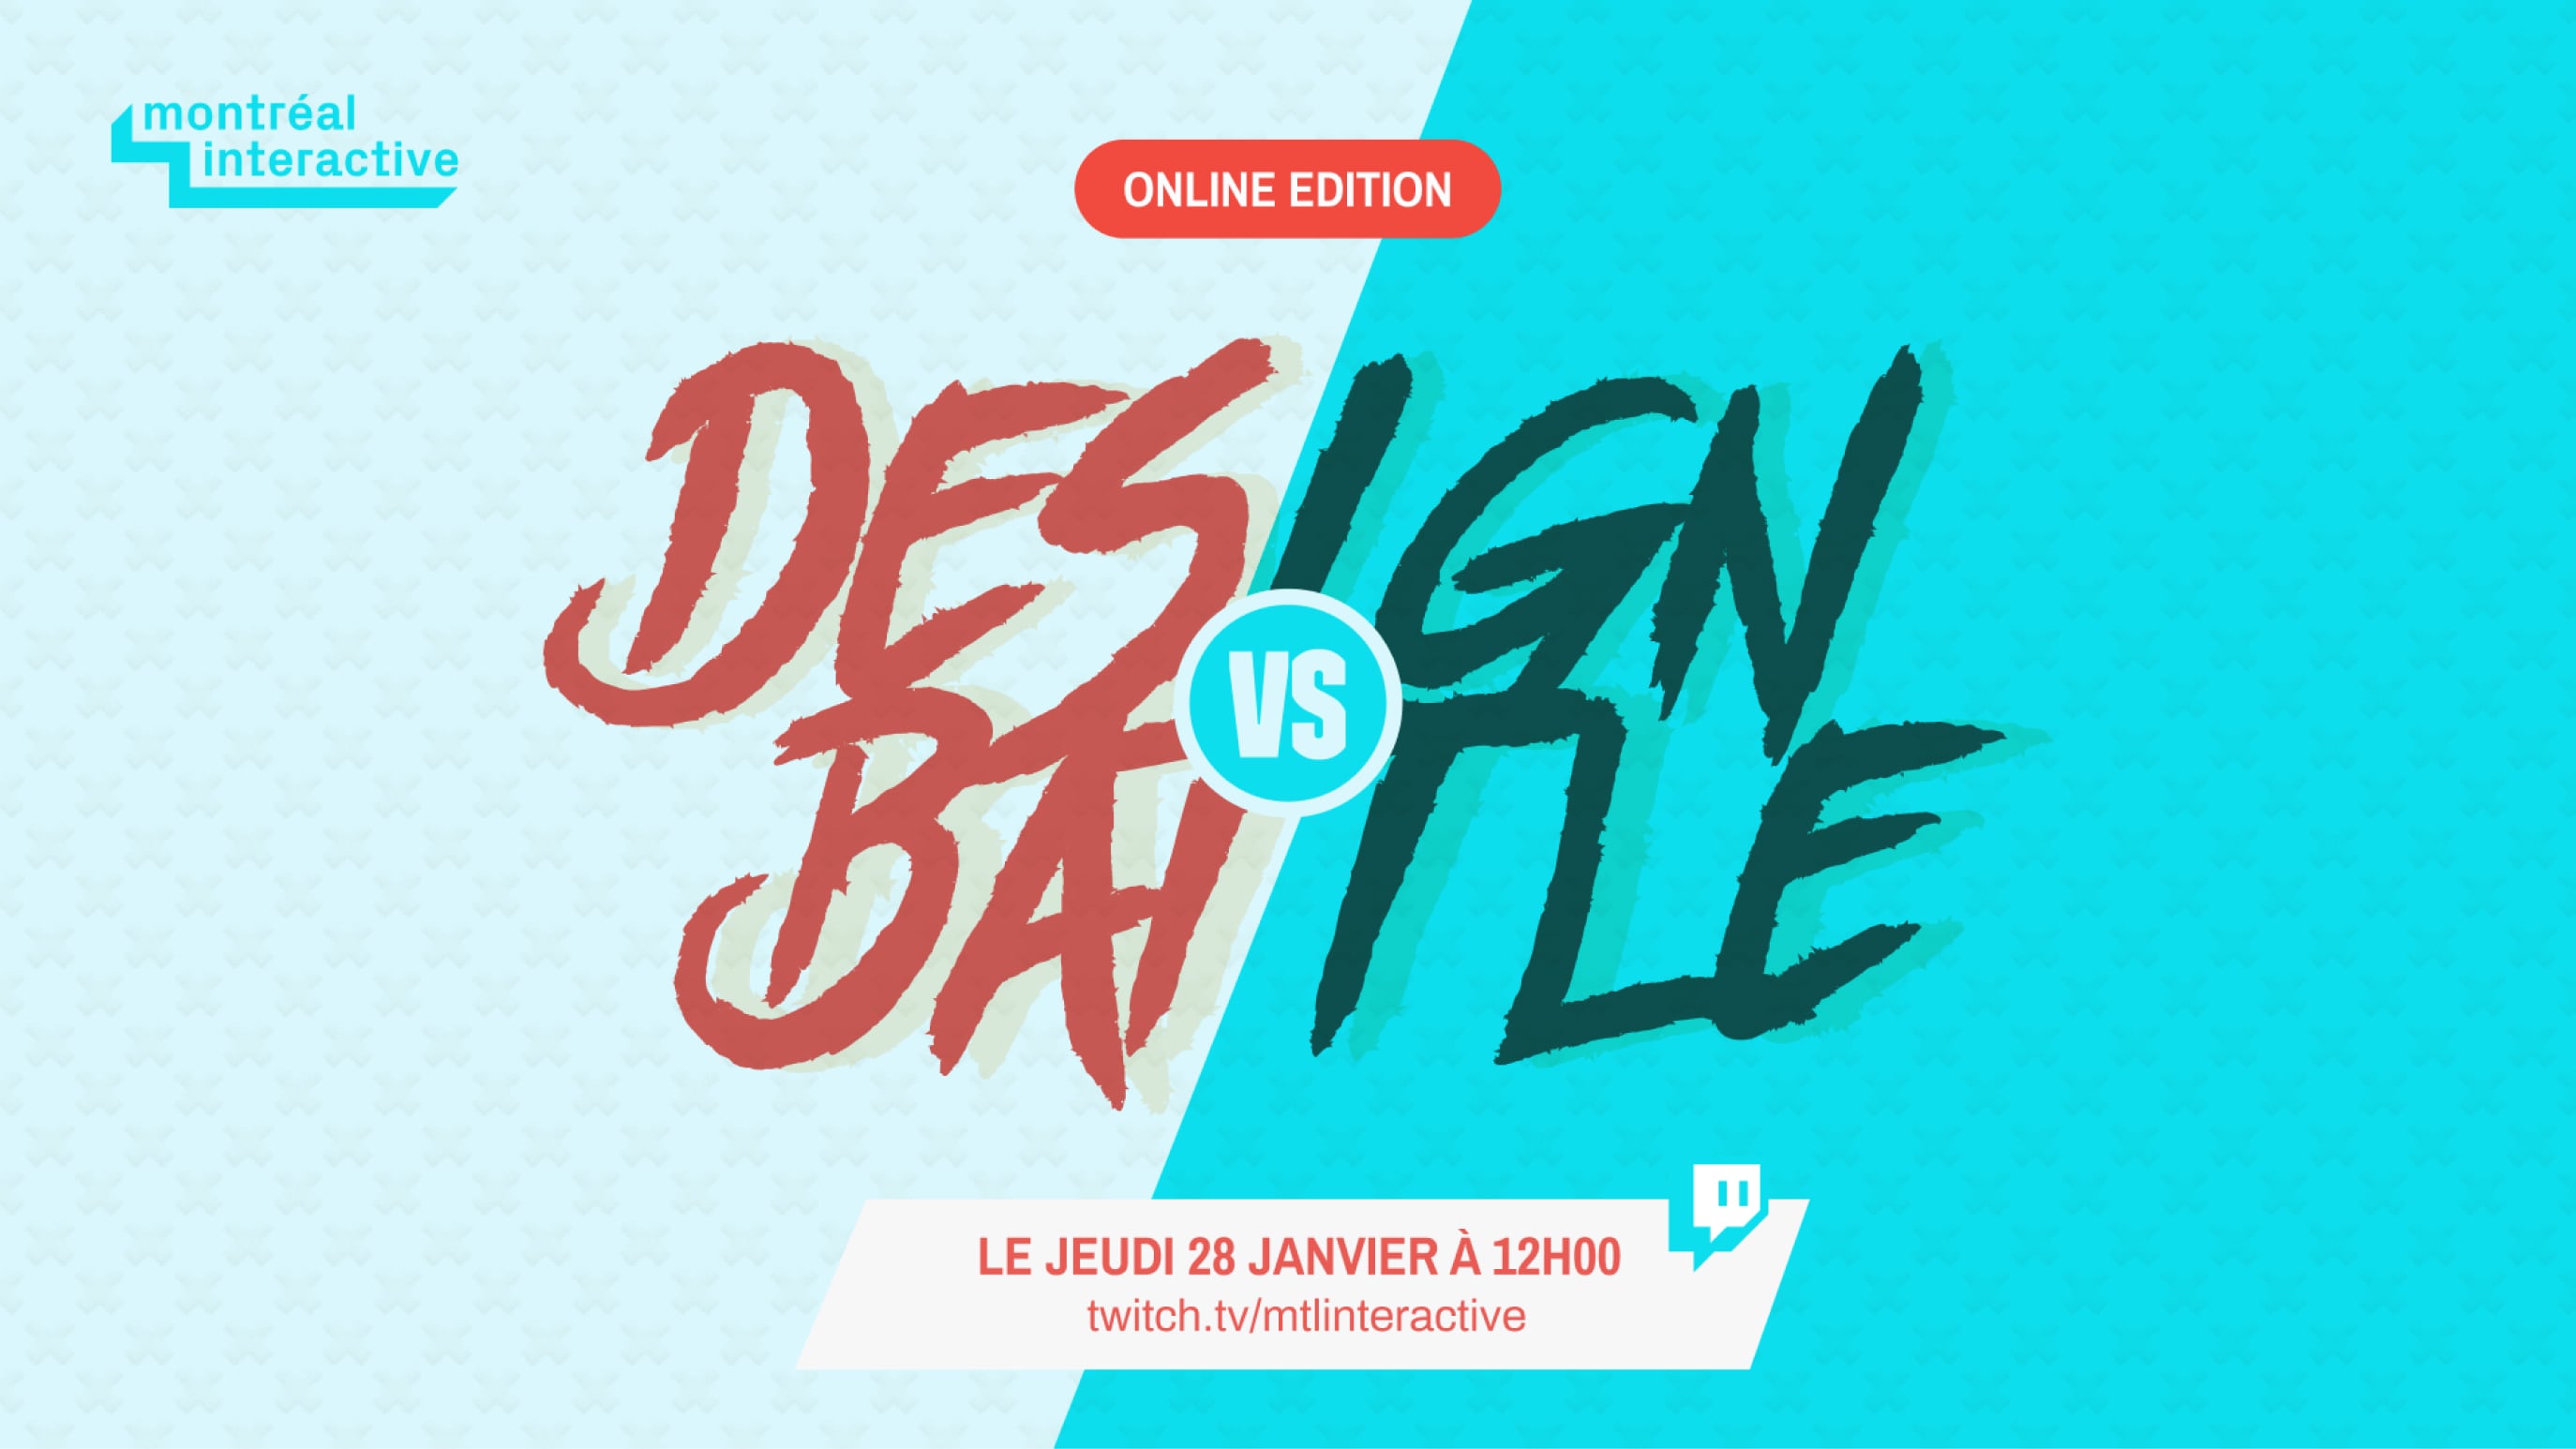 montréal
interactive
ONLINE EDITION
DESIGN
VS
BATTLE
LE JEUDI 28 JANVIER À 12H00
twitch.tv/mtlinteractive